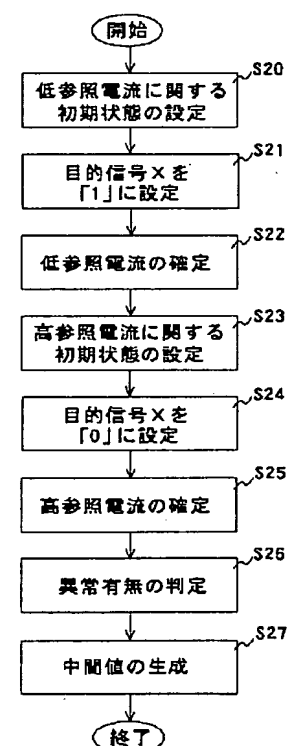 開始
S20
低参照電流に関する
初期状態の設定
S21
目的信号Xを
「1」に設定
S22
低参照電流の確定
S23
高参照電流に関する
初期状態の設定
S24
目的信号Xを
「0」に設定
S25
高参照電流の確定
S26
異常有無の判定
S27
中間値の生成
終了